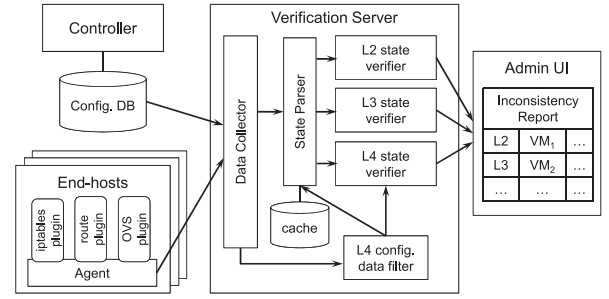 Controller
Config. DB
End-hosts
iptables
plugin
route
plugin
OVS
plugin
Agent
Verification Server
Data Collector
State Parser
cache
L2 state
verifier
L3 state
verifier
L4 state
verifier
L4 config.
data filter
Admin UI
Inconsistency
Report
L2 VM₁ ...
L3 VM₂ ...
... ... ...